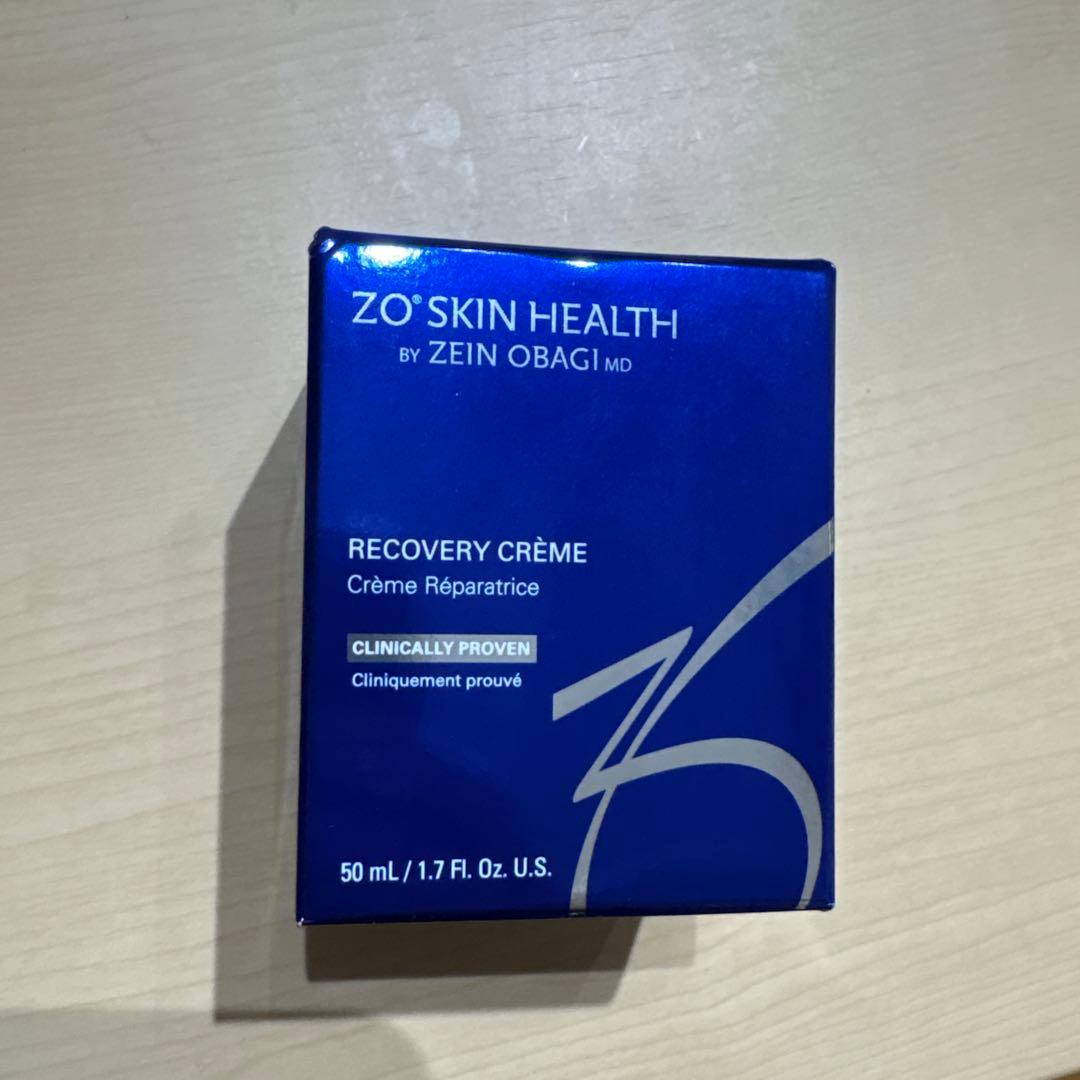 ZO® SKIN HEALTH
BY ZEIN OBAGI MD
RECOVERY CRÈME
Crème Réparatrice
CLINICALLY PROVEN
Cliniquement prouvé
50 mL / 1.7 Fl. Oz. U.S.